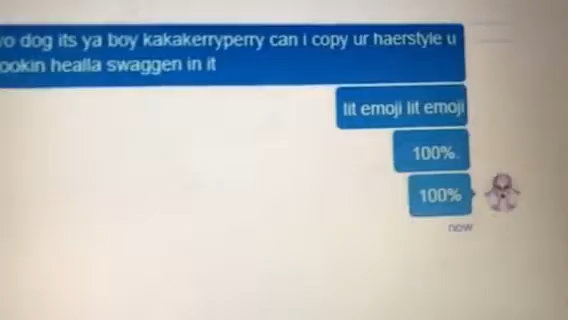 yo dog its ya boy kakakerryperry can i copy ur haerstyle u
ookin healla swaggen in it
lit emoji lit emoji
100%.
100%
now